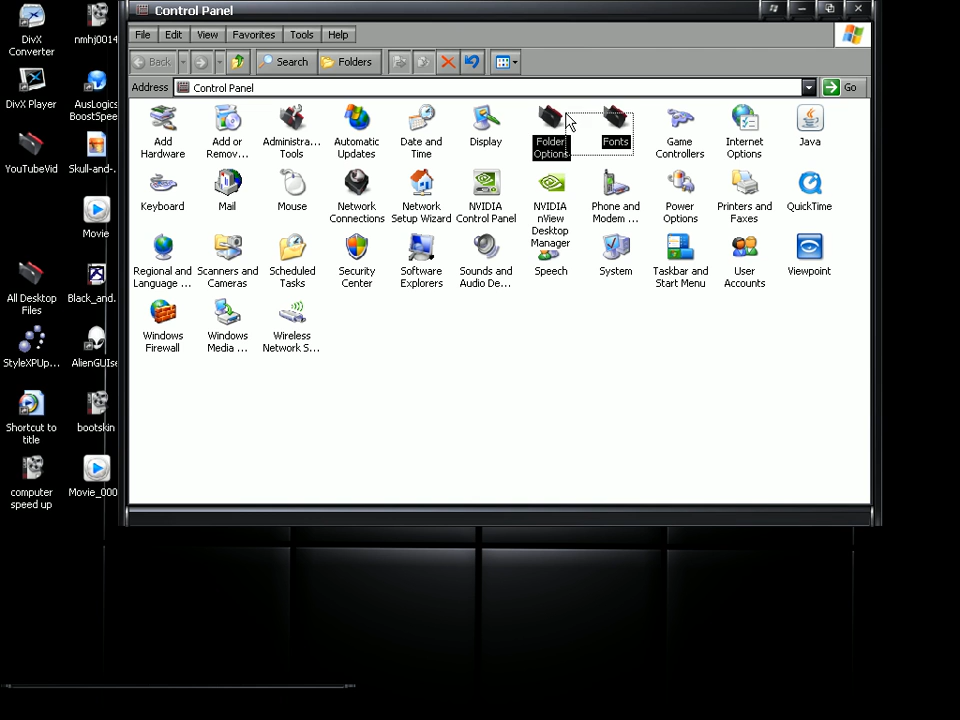 Control Panel
File Edit View Favorites Tools Help
Back Search Folders
Address Control Panel Go
DivX
Converter
nmhj0014
DivX Player
AusLogics
BoostSpee
YouTubeVid
Skull-and-...
Movie
All Desktop
Files
Black_and.
StyleXPUp...
AlienGUIse
Shortcut to
title
bootskin
computer
speed up
Movie_000
Add
Hardware
Add or
Remov...
Administra...
Tools
Automatic
Updates
Date and
Time
Display
Folder
Options
Fonts
Game
Controllers
Internet
Options
Java
Keyboard
Mail
Mouse
Network
Connections
Network
Setup Wizard
NVIDIA
Control Panel
NVIDIA
nView
Desktop
Manager
Phone and
Modem ...
Power
Options
Printers and
Faxes
QuickTime
Regional and
Language ...
Scanners and
Cameras
Scheduled
Tasks
Security
Center
Software
Explorers
Sounds and
Audio De...
Speech
System
Taskbar and
Start Menu
User
Accounts
Viewpoint
Windows
Firewall
Windows
Media ...
Wireless
Network S...